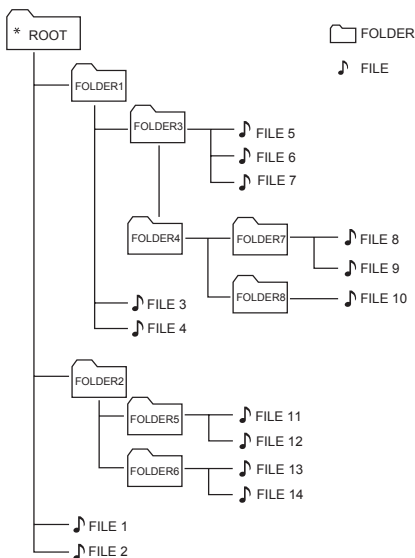 * ROOT
FOLDER
FILE
FOLDER1
FOLDER3
FILE 5
FILE 6
FILE 7
FOLDER4
FOLDER7
FILE 8
FILE 9
FOLDER8
FILE 10
FILE 3
FILE 4
FOLDER2
FOLDER5
FILE 11
FILE 12
FOLDER6
FILE 13
FILE 14
FILE 1
FILE 2